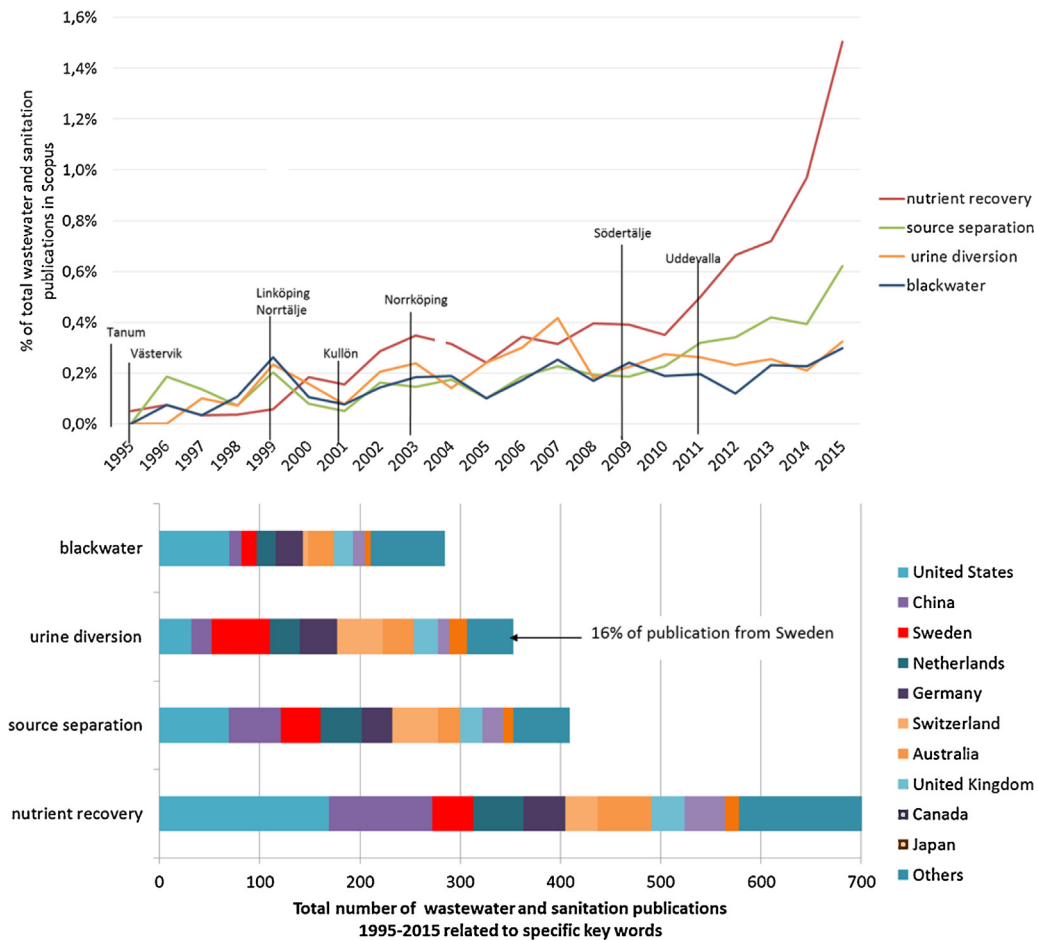 1,6%
1,4%
1,2%
1,0%
0,8%
0,6%
0,4%
0,2%
0,0%
% of total wastewater and sanitation
publications in Scopus
Tanum
Västervik
Linköping
Norrtälje
Kullön
Norrköping
Södertälje
Uddevalla
1995
1996
1997
1998
1999
2000
2001
2002
2003
2004
2005
2006
2007
2008
2009
2010
2011
2012
2013
2014
2015
nutrient recovery
source separation
urine diversion
blackwater
blackwater
urine diversion
source separation
nutrient recovery
16% of publication from Sweden
0
100
200
300
400
500
600
700
Total number of wastewater and sanitation publications
1995-2015 related to specific key words
United States
China
Sweden
Netherlands
Germany
Switzerland
Australia
United Kingdom
Canada
Japan
Others